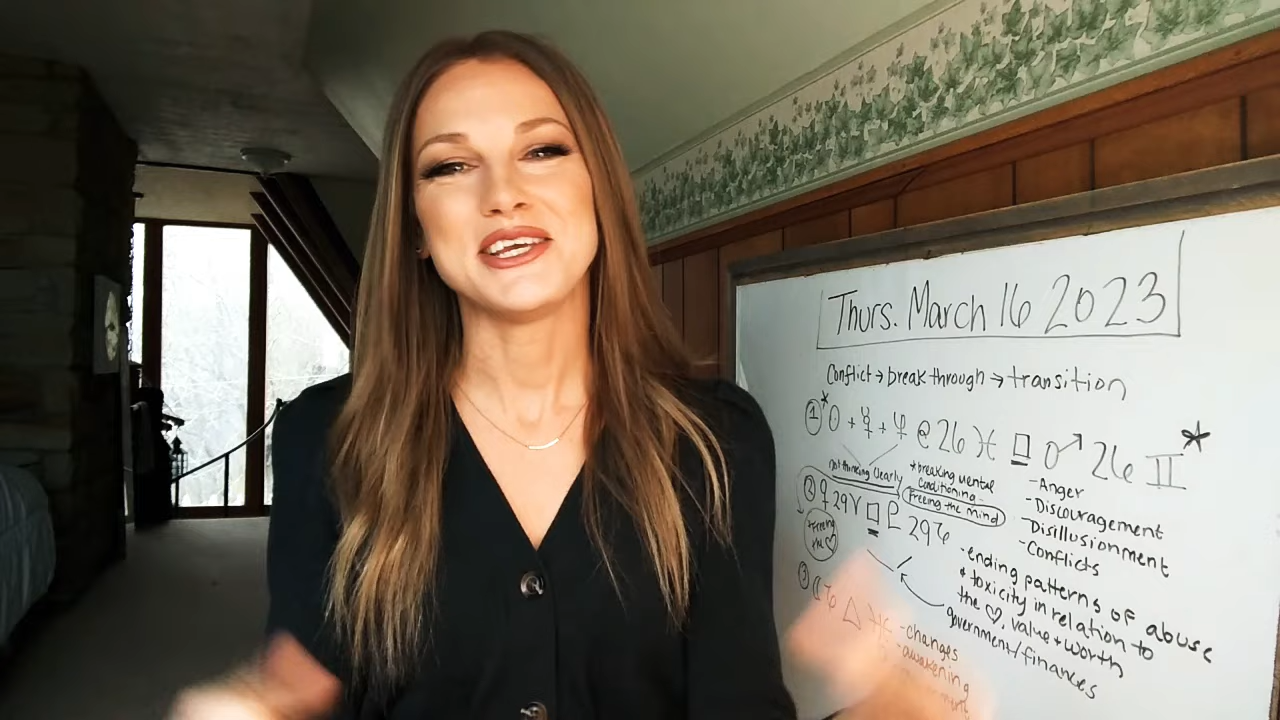 Thurs. March 16 2023
Conflict → break through → transition
① * ☉ + ☿ + ♆ @ 26 ♓ □ ♂ 26 ♊ *
Not thinking clearly
* breaking mental
conditioning -
Freeing the mind
- Anger
- Discouragement
- Disillusionment
- Conflicts
② ♀ 29 ♈ □ ♇ 29 ♑
* Freeing
the ♡
- ending patterns of abuse
+ toxicity in relation to
the ♡, value + worth
government/finances
③ ☾ ♑ △
- changes
- awakening